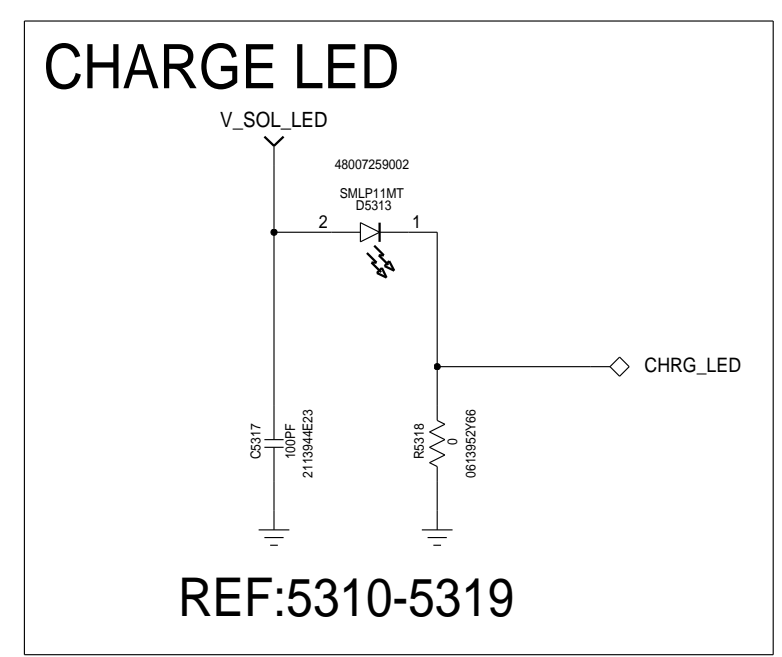 CHARGE LED
V_SOL_LED
48007259002
SMLP11MT
D5313
2
1
CHRG_LED
C5317
100PF
2113944E23
R5318
0
0613952Y66
REF:5310-5319